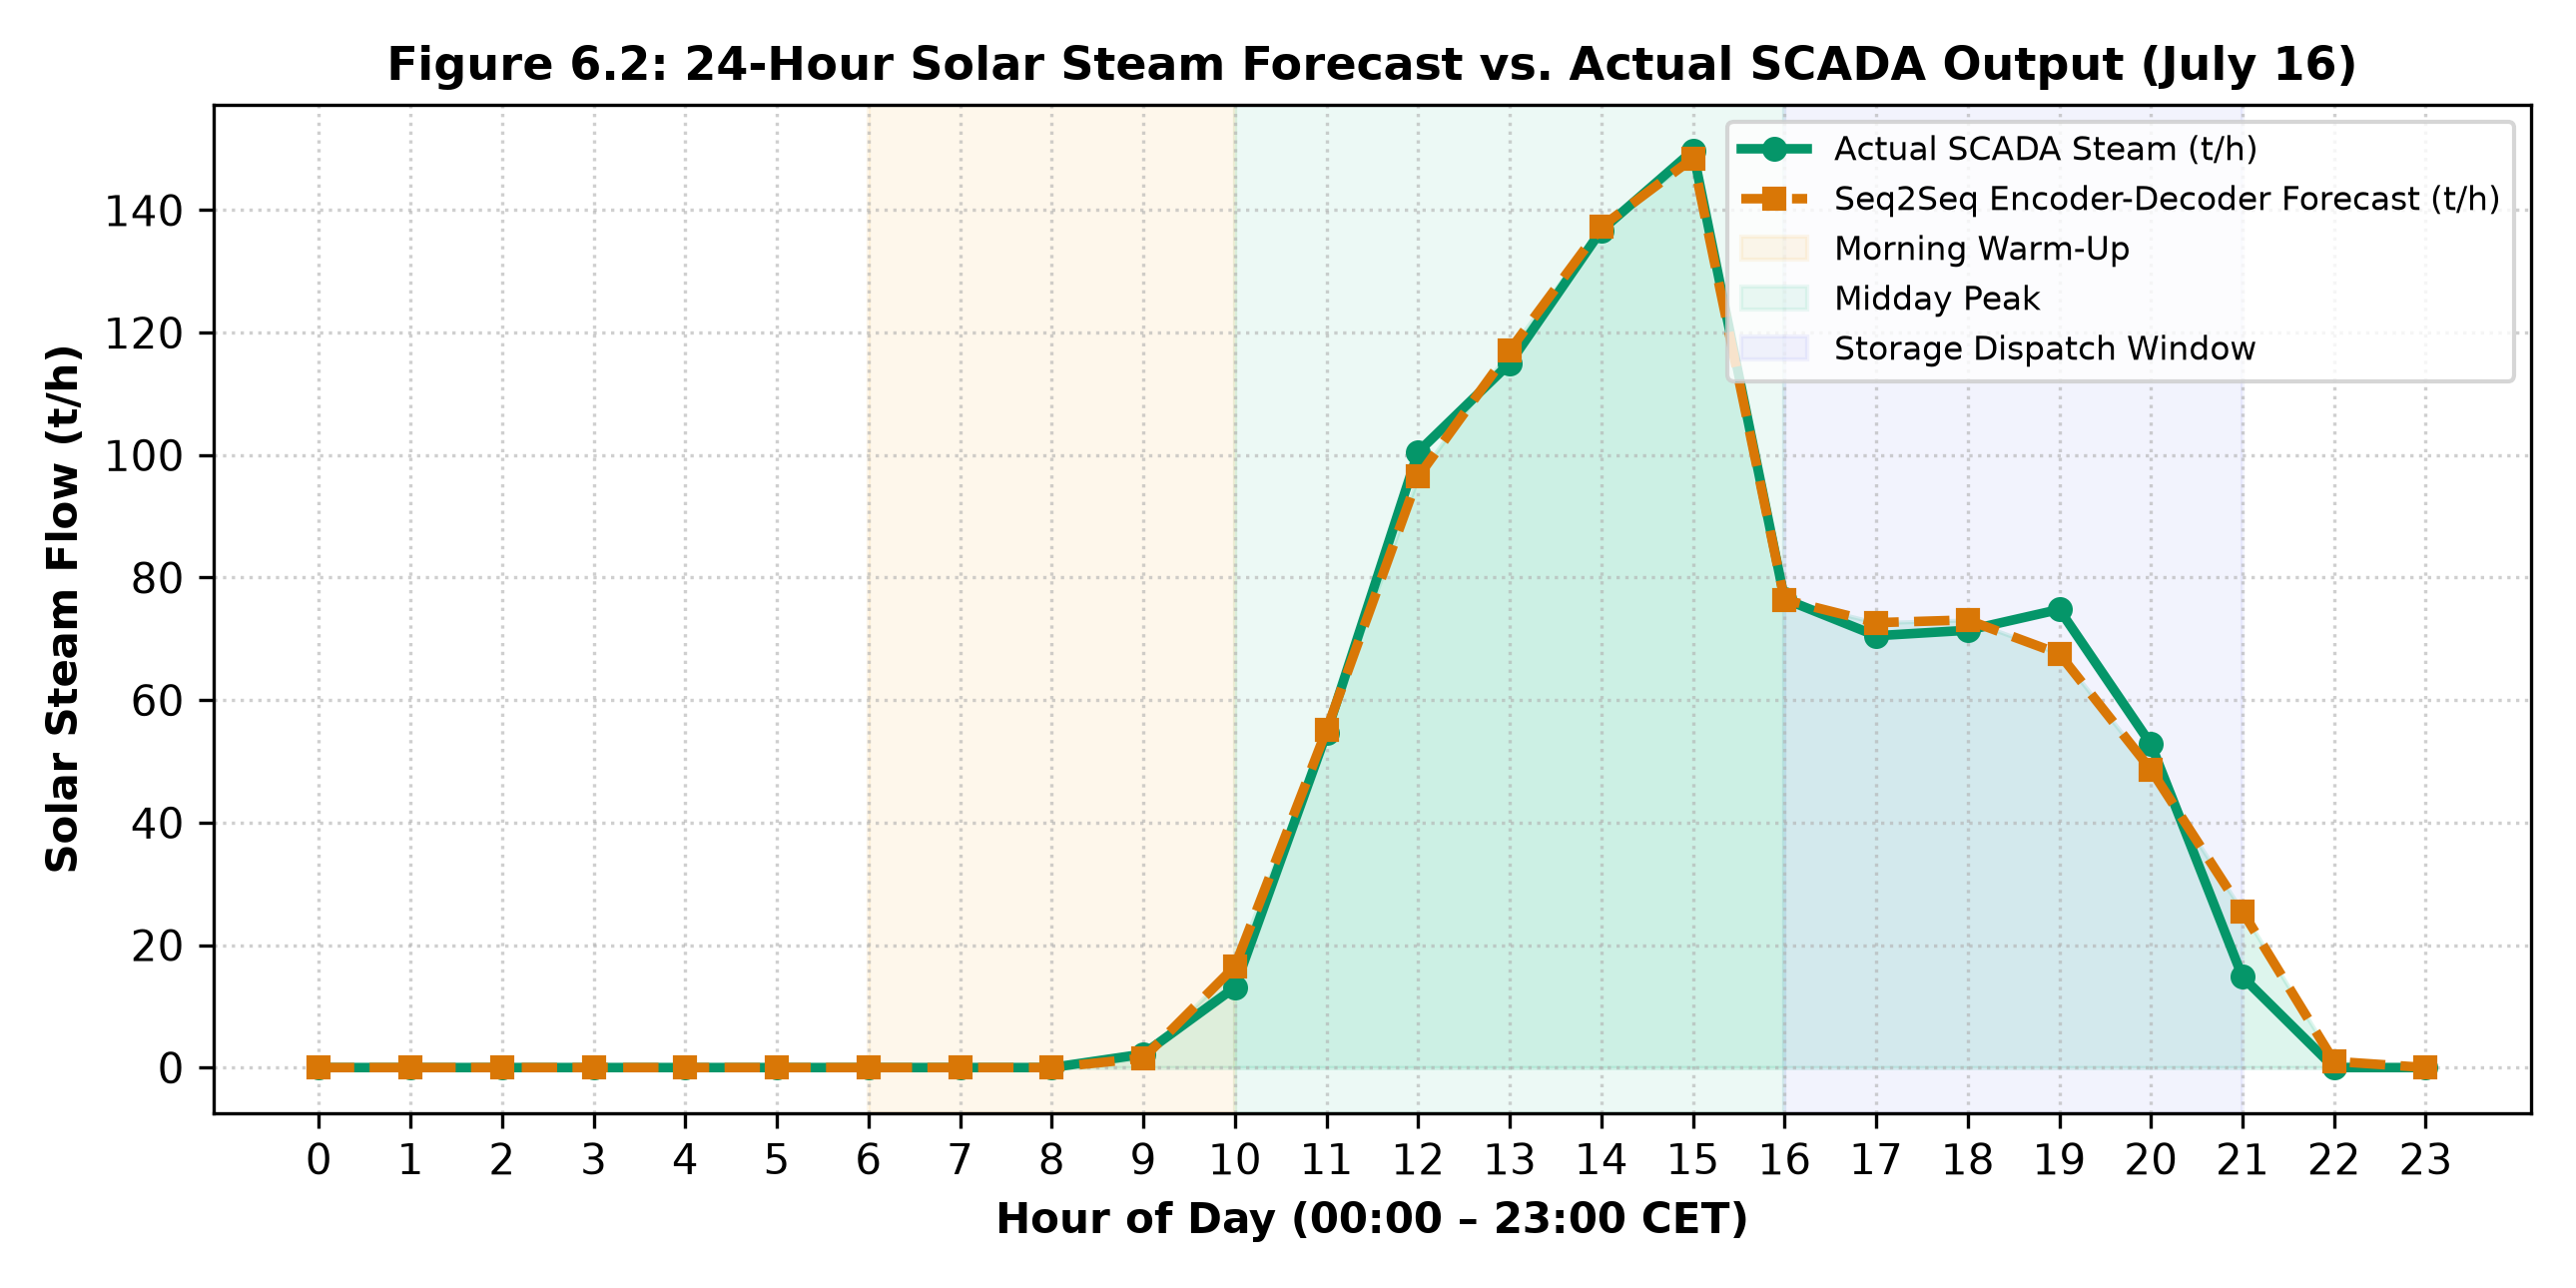 Figure 6.2: 24-Hour Solar Steam Forecast vs. Actual SCADA Output (July 16)
Solar Steam Flow (t/h)
140
120
100
80
60
40
20
0
Actual SCADA Steam (t/h)
Seq2Seq Encoder-Decoder Forecast (t/h)
Morning Warm-Up
Midday Peak
Storage Dispatch Window
0 1 2 3 4 5 6 7 8 9 10 11 12 13 14 15 16 17 18 19 20 21 22 23
Hour of Day (00:00 – 23:00 CET)